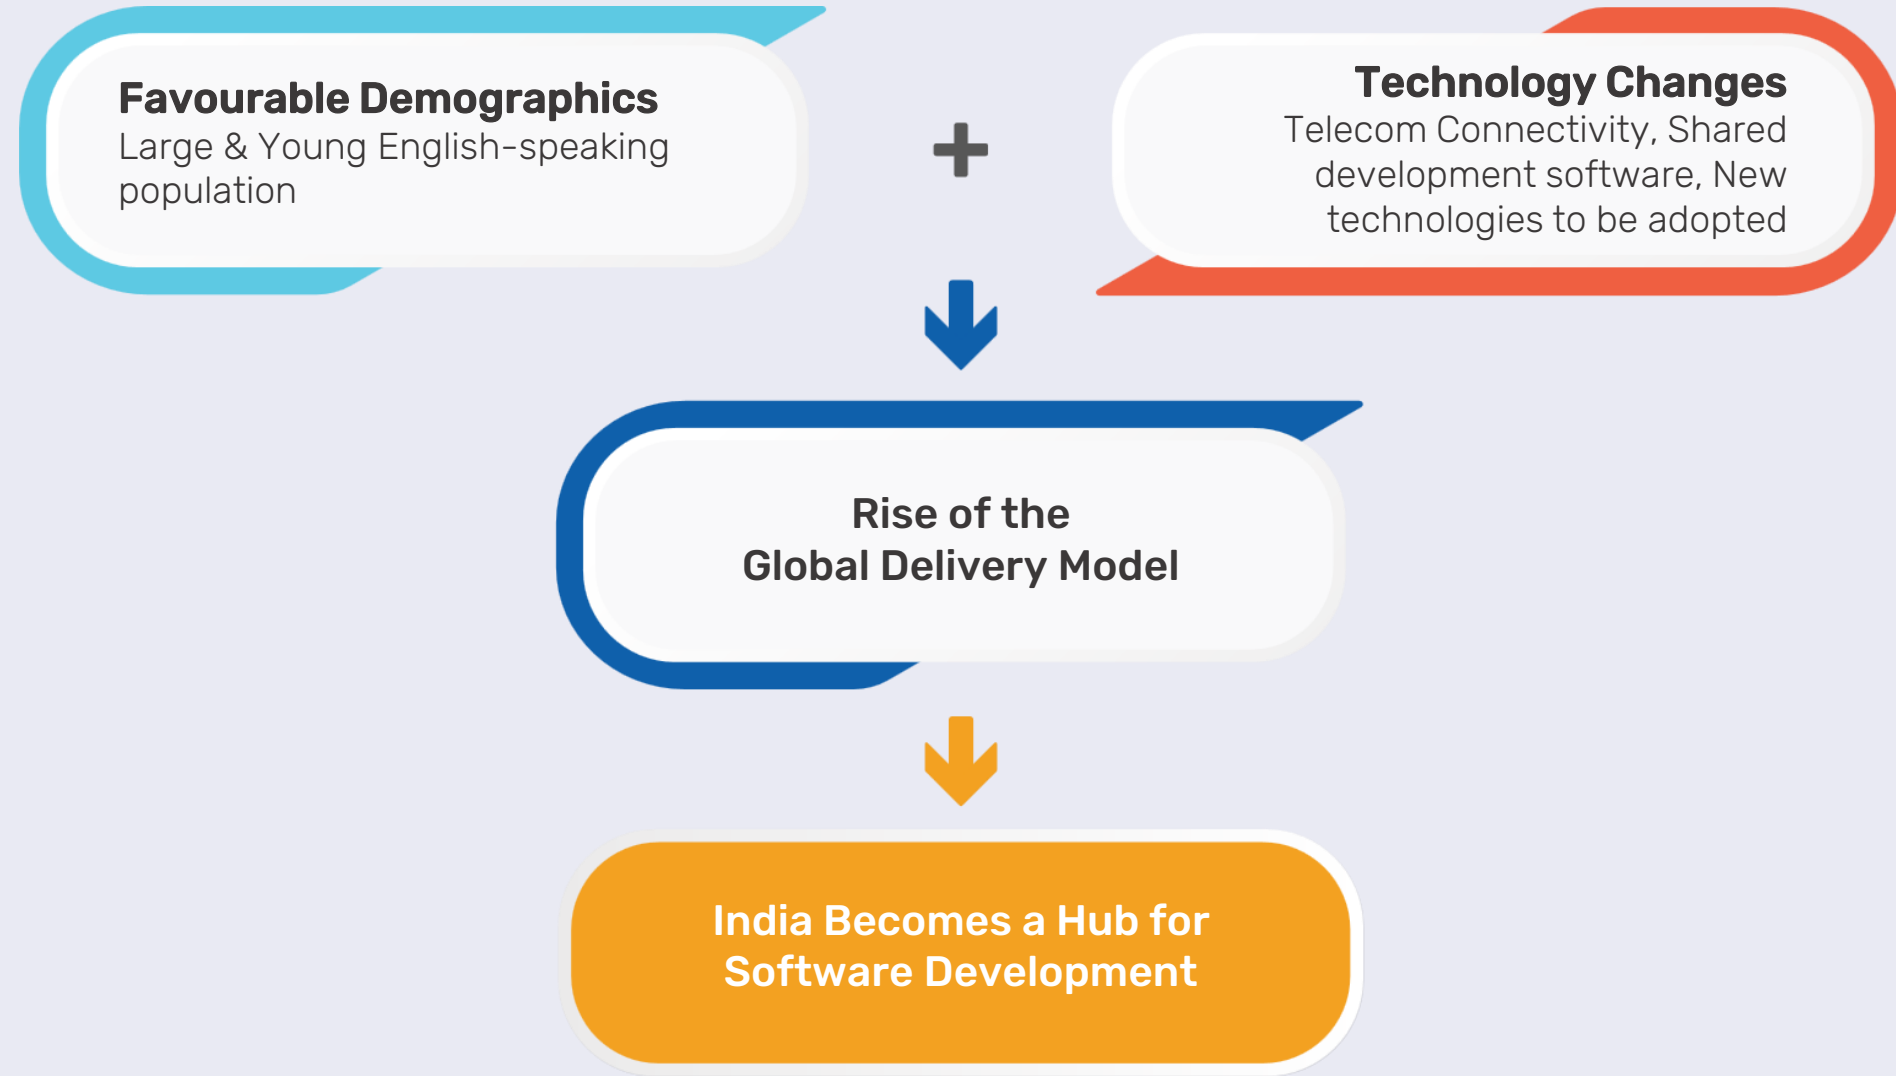 Favourable Demographics
Large & Young English-speaking
population
Technology Changes
Telecom Connectivity, Shared
development software, New
technologies to be adopted
Rise of the
Global Delivery Model
India Becomes a Hub for
Software Development